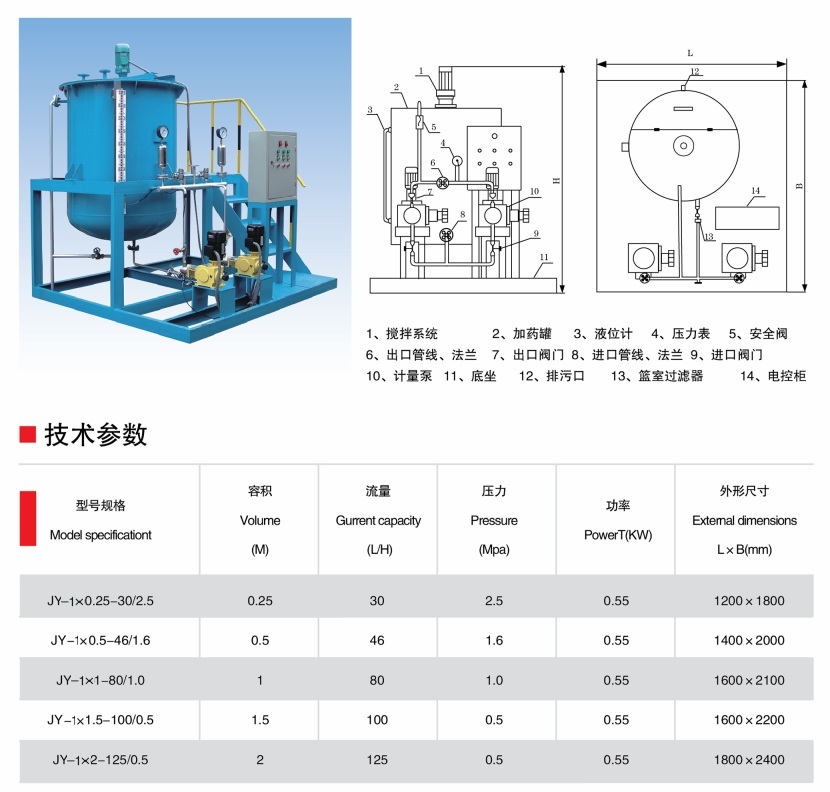 1
2
3
4
5
6
7
8
9
10
11
H
L
12
B
14
13
1、搅拌系统 2、加药罐 3、液位计 4、压力表 5、安全阀
6、出口管线、法兰 7、出口阀门 8、进口管线、法兰 9、进口阀门
10、计量泵 11、底坐 12、排污口 13、篮室过滤器 14、电控柜
技术参数
型号规格 Model specificationt
容积 Volume (M)
流量 Gurrent capacity (L/H)
压力 Pressure (Mpa)
功率 PowerT(KW)
外形尺寸 External dimensions L×B(mm)
JY-1×0.25-30/2.5 0.25 30 2.5 0.55 1200×1800
JY-1×0.5-46/1.6 0.5 46 1.6 0.55 1400×2000
JY-1×1-80/1.0 1 80 1.0 0.55 1600×2100
JY-1×1.5-100/0.5 1.5 100 0.5 0.55 1600×2200
JY-1×2-125/0.5 2 125 0.5 0.55 1800×2400